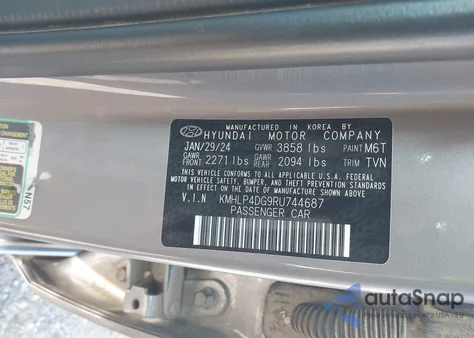 MANUFACTURED IN KOREA BY
HYUNDAI MOTOR COMPANY
JAN/29/24 GVWR 3858 lbs PAINT M6T
GAWR FRONT 2271 lbs GAWR REAR 2094 lbs TRIM TVN
THIS VEHICLE CONFORMS TO ALL APPLICABLE U.S.A. FEDERAL
MOTOR VEHICLE SAFETY, BUMPER, AND THEFT PREVENTION
STANDARDS IN EFFECT ON THE DATE OF MANUFACTURE
SHOWN ABOVE.
V.I.N KMHLP4DG9RU744687
PASSENGER CAR
N57
autoSnap